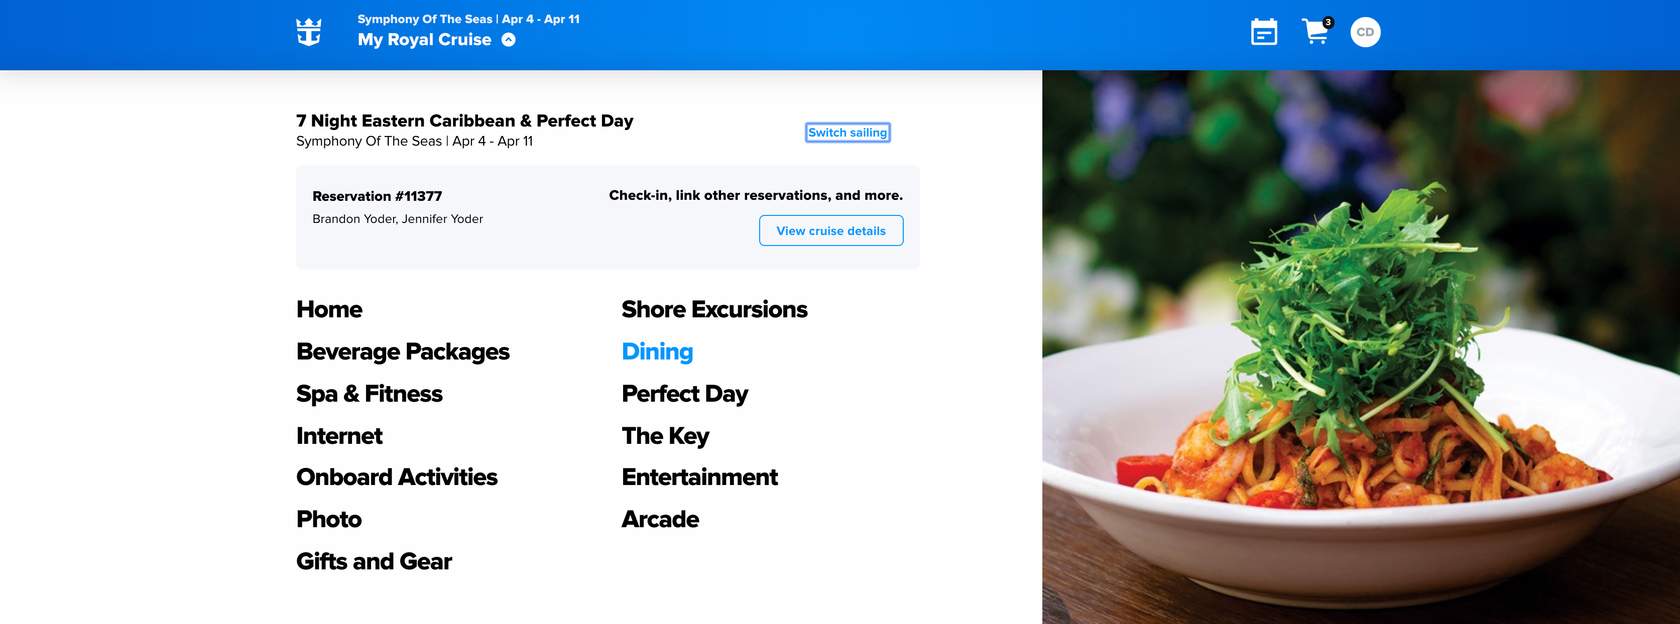 Symphony Of The Seas | Apr 4 - Apr 11
My Royal Cruise
3
CD
7 Night Eastern Caribbean & Perfect Day
Symphony Of The Seas | Apr 4 - Apr 11
Switch sailing
Reservation #11377
Brandon Yoder, Jennifer Yoder
Check-in, link other reservations, and more.
View cruise details
Home
Beverage Packages
Spa & Fitness
Internet
Onboard Activities
Photo
Gifts and Gear
Shore Excursions
Dining
Perfect Day
The Key
Entertainment
Arcade